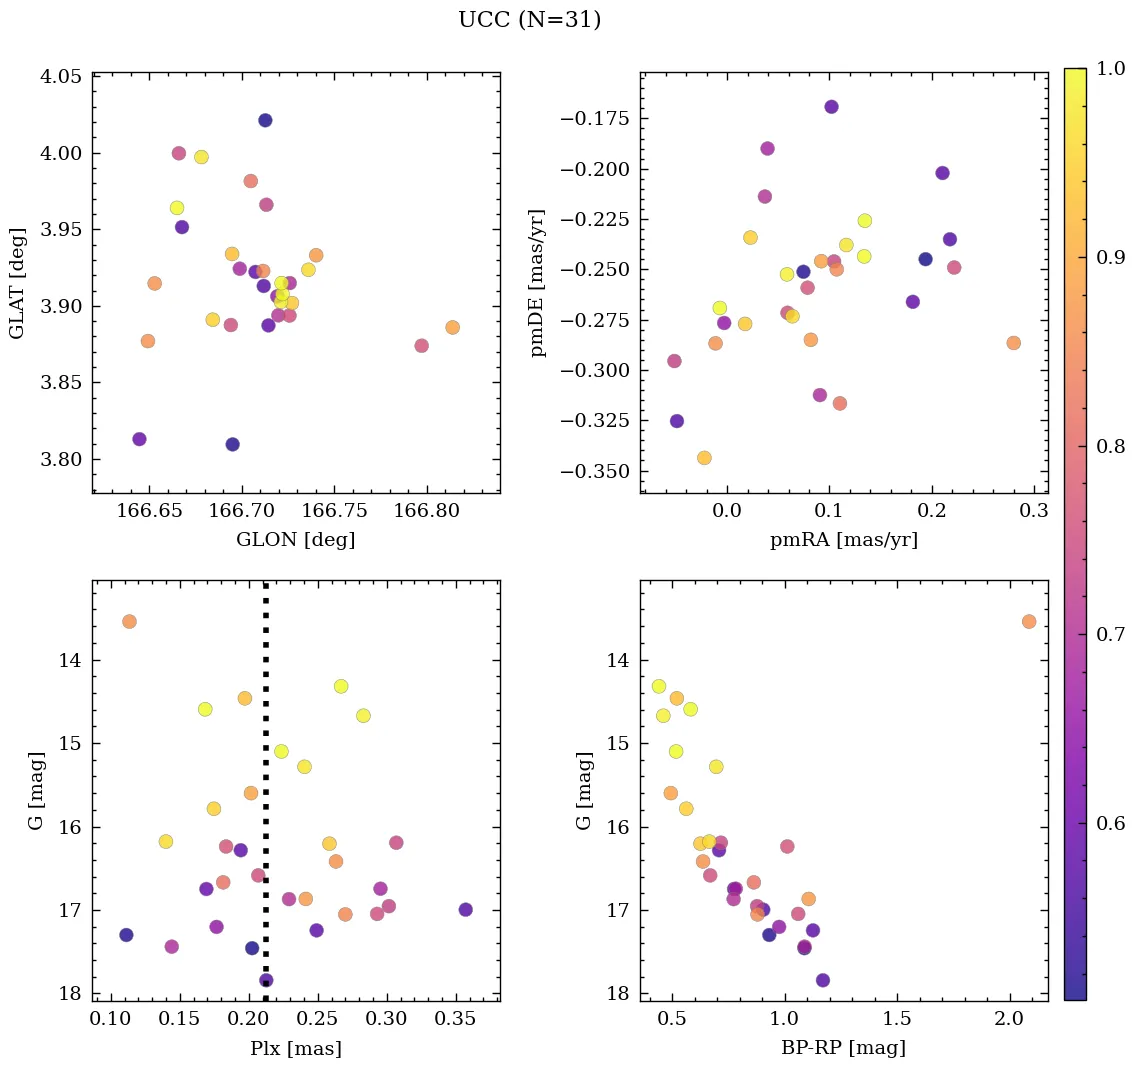 UCC (N=31)
4.05
4.00
3.95
3.90
3.85
3.80
GLAT [deg]
166.65 166.70 166.75 166.80
GLON [deg]
−0.175
−0.200
−0.225
−0.250
−0.275
−0.300
−0.325
−0.350
pmDE [mas/yr]
0.0 0.1 0.2 0.3
pmRA [mas/yr]
14
15
16
17
18
G [mag]
0.10 0.15 0.20 0.25 0.30 0.35
Plx [mas]
14
15
16
17
18
G [mag]
0.5 1.0 1.5 2.0
BP-RP [mag]
1.0
0.9
0.8
0.7
0.6